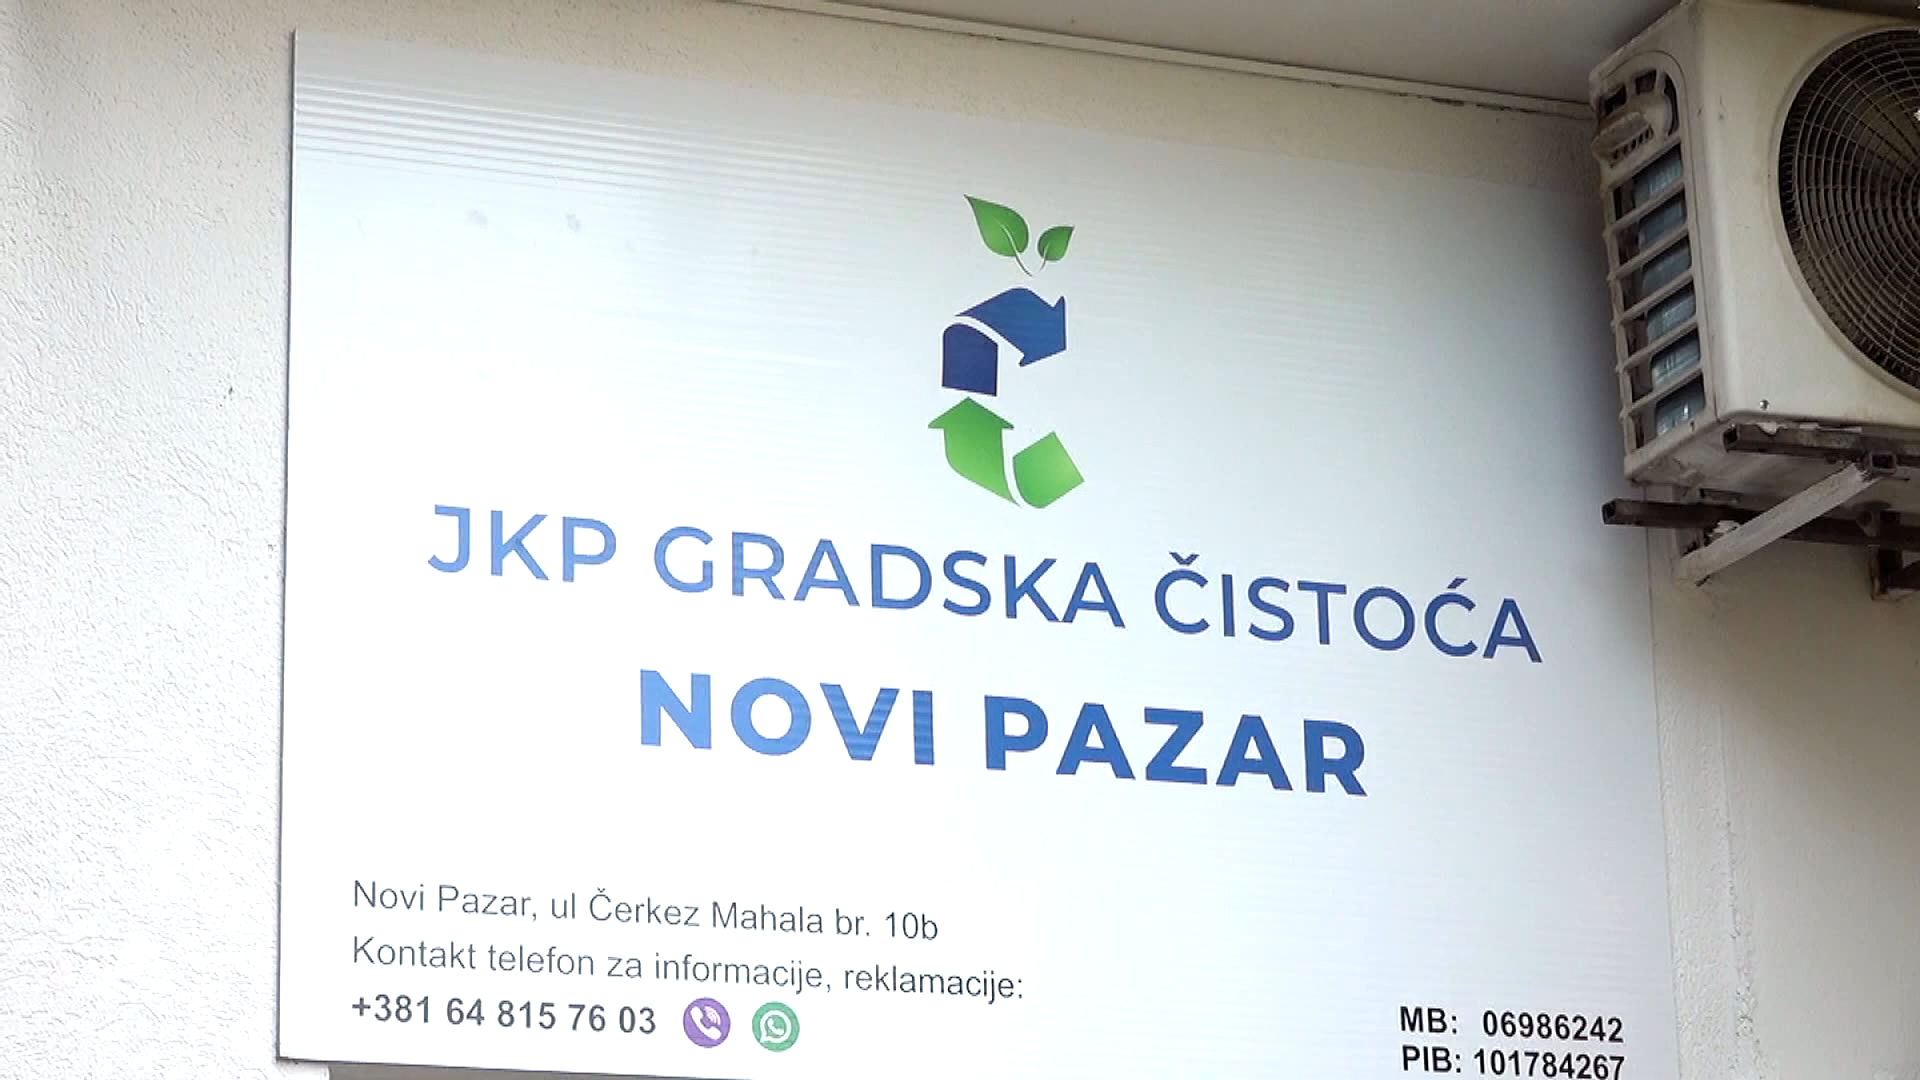 JKP GRADSKA ČISTOĆA
NOVI PAZAR
Novi Pazar, ul Čerkez Mahala br. 10b
Kontakt telefon za informacije, reklamacije:
+381 64 815 76 03
MB: 06986242
PIB: 101784267